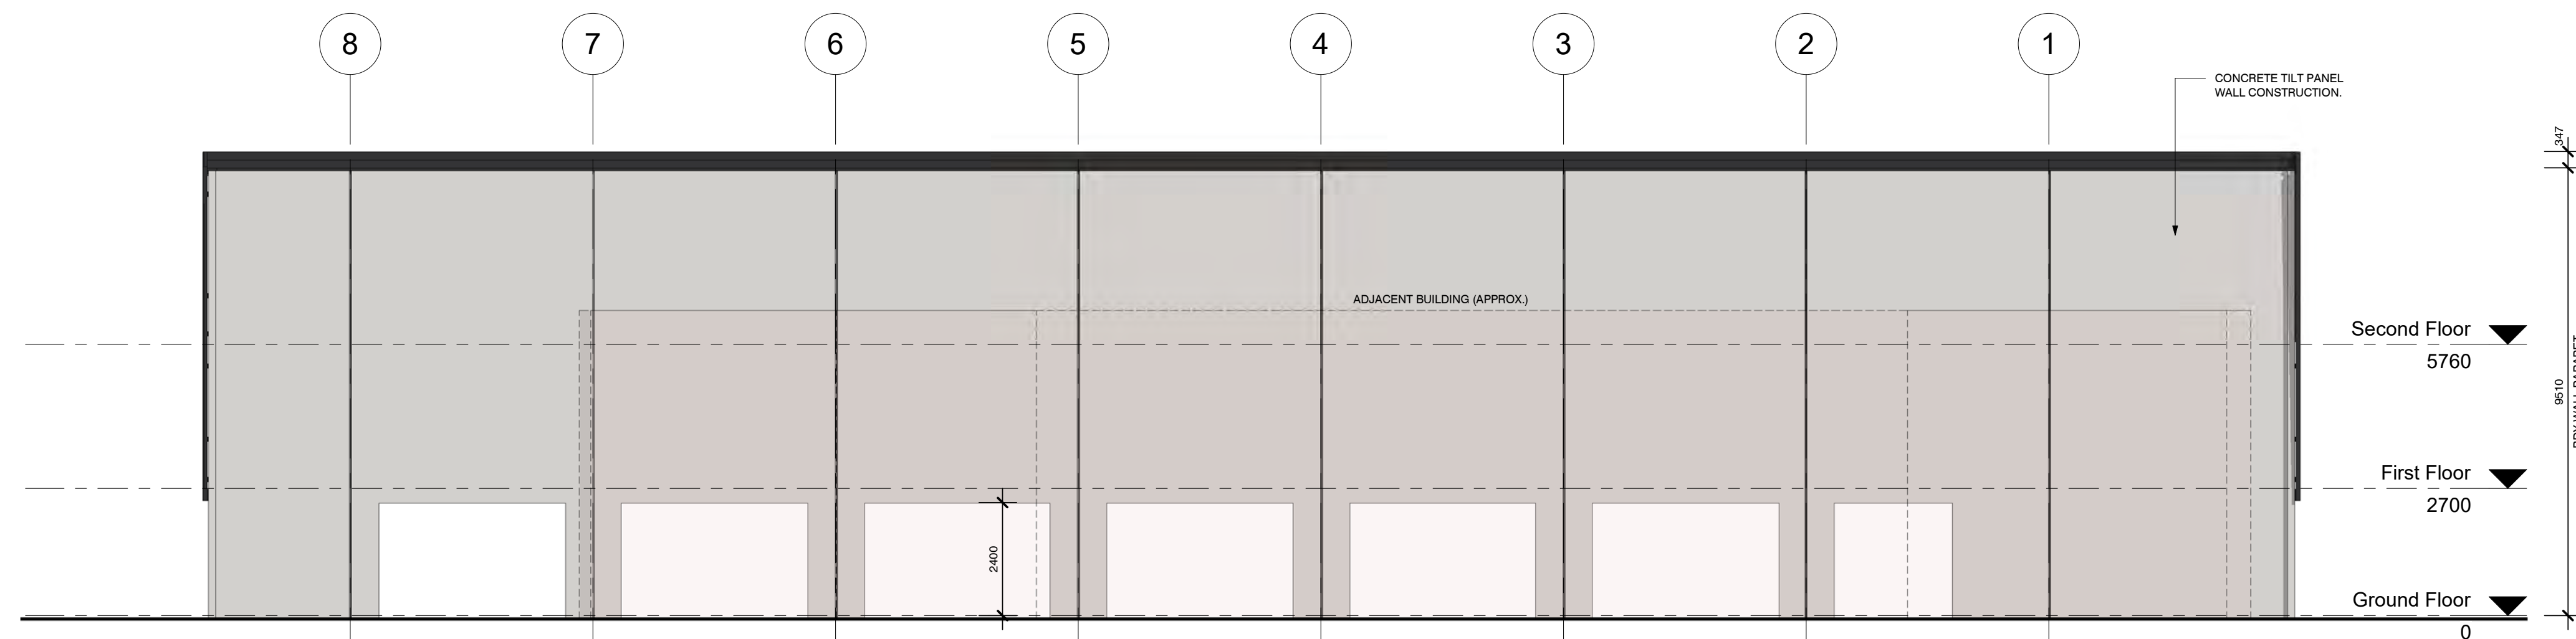 8
7
6
5
4
3
2
1
CONCRETE TILT PANEL
WALL CONSTRUCTION.
347
ADJACENT BUILDING (APPROX.)
Second Floor
5760
9510
First Floor
2700
2400
Ground Floor
0